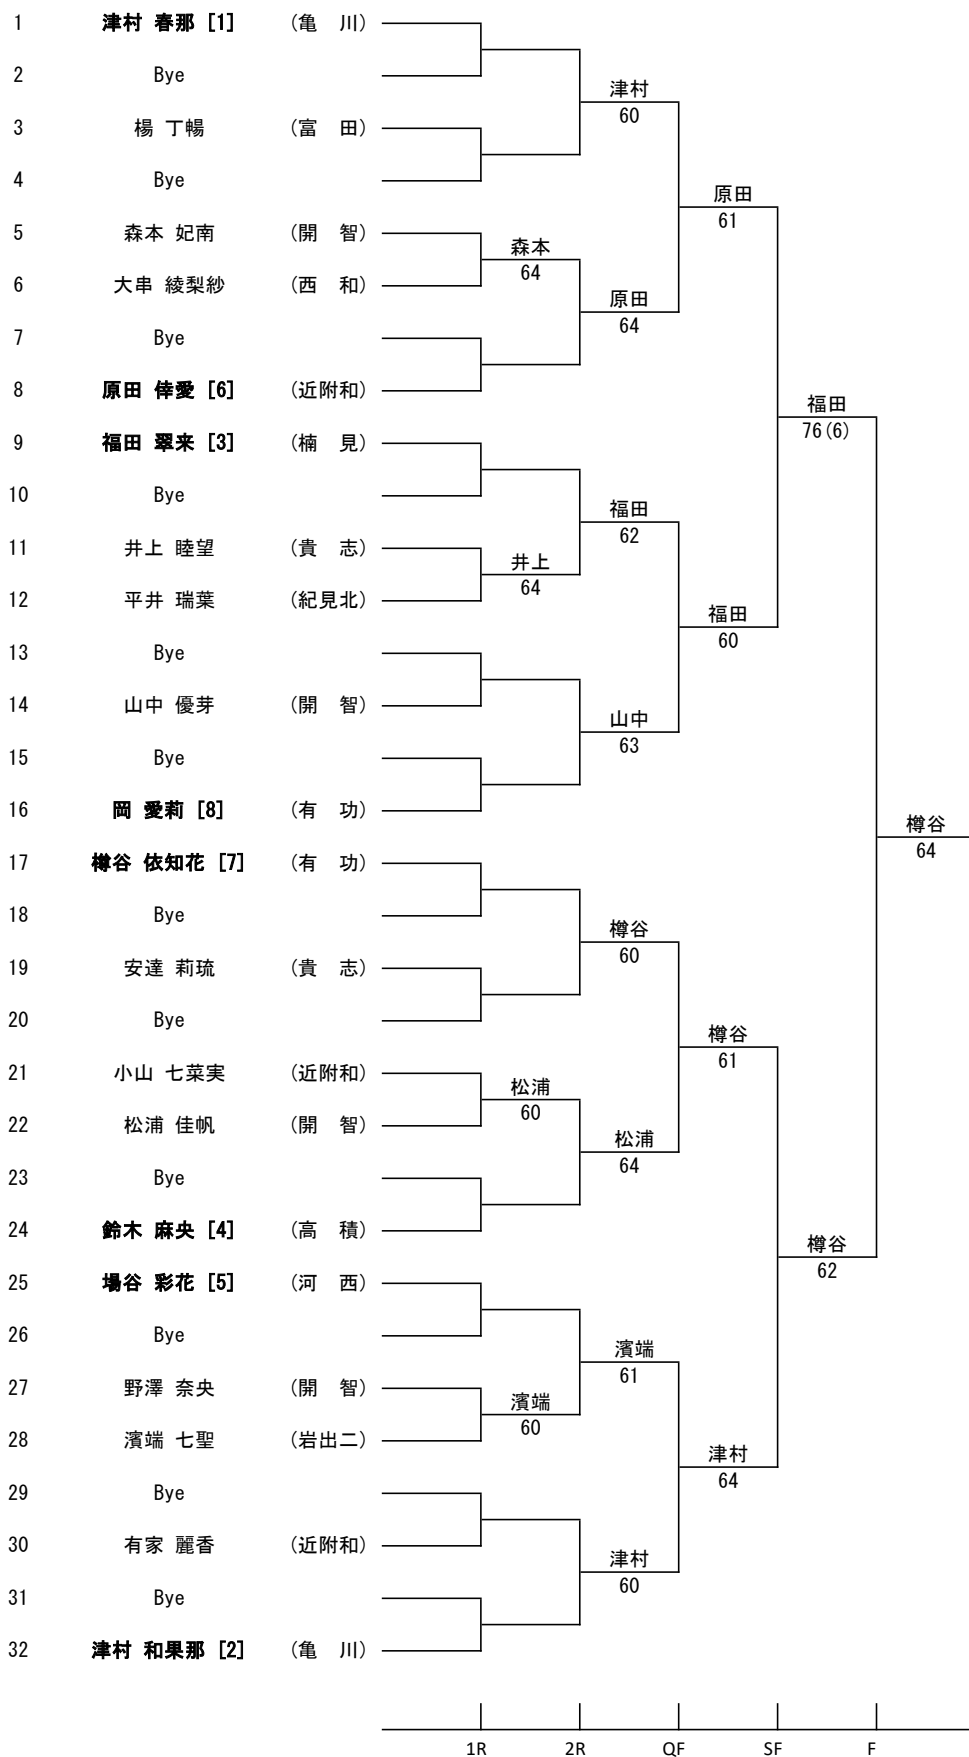 1 津村 春那 [1] (亀 川)
2 Bye
津村
60
3 楊 丁暢 (富 田)
4 Bye
原田
61
5 森本 妃南 (開 智)
森本
64
6 大串 綾梨紗 (西 和)
原田
64
7 Bye
8 原田 倖愛 [6] (近附和)
福田
76(6)
9 福田 翠来 [3] (楠 見)
10 Bye
福田
62
11 井上 睦望 (貴 志)
井上
64
12 平井 瑞葉 (紀見北)
福田
60
13 Bye
14 山中 優芽 (開 智)
山中
63
15 Bye
16 岡 愛莉 [8] (有 功)
樽谷
64
17 樽谷 依知花 [7] (有 功)
18 Bye
樽谷
60
19 安達 莉琉 (貴 志)
20 Bye
樽谷
61
21 小山 七菜実 (近附和)
松浦
60
22 松浦 佳帆 (開 智)
松浦
64
23 Bye
24 鈴木 麻央 [4] (高 積)
樽谷
62
25 場谷 彩花 [5] (河 西)
26 Bye
濱端
61
27 野澤 奈央 (開 智)
濱端
60
28 濱端 七聖 (岩出二)
津村
64
29 Bye
30 有家 麗香 (近附和)
津村
60
31 Bye
32 津村 和果那 [2] (亀 川)
1R 2R QF SF F